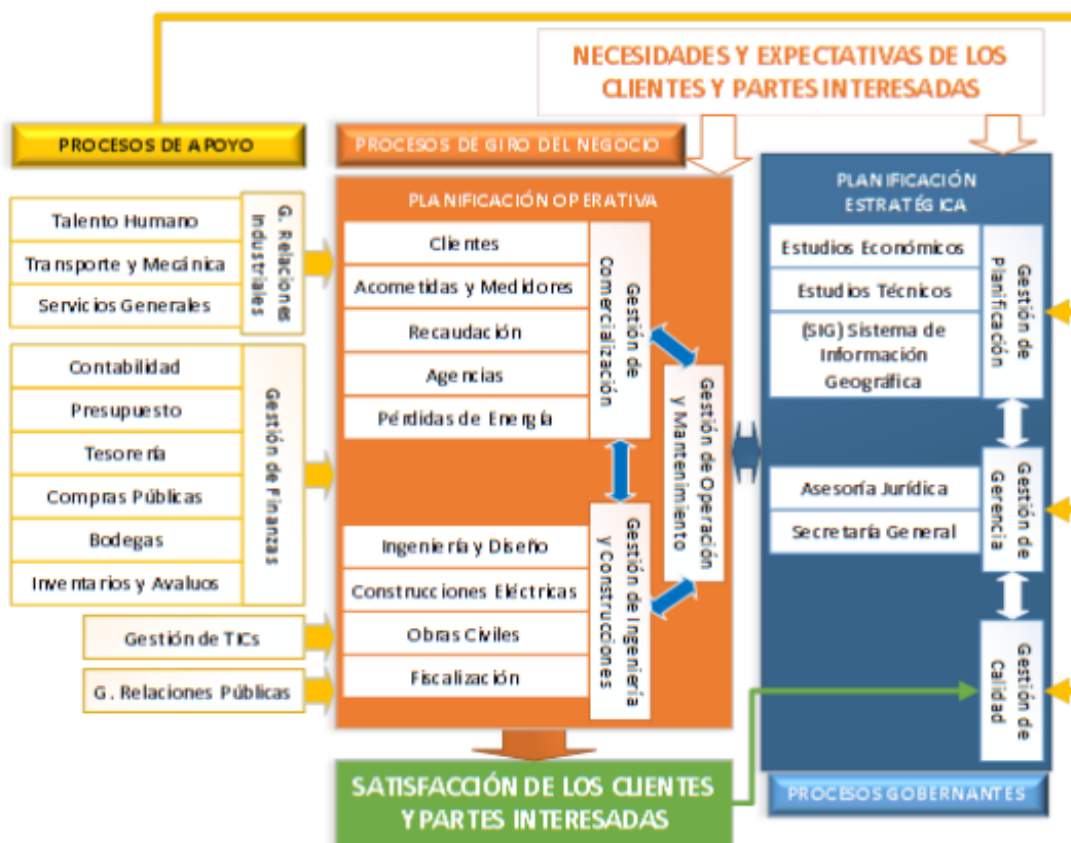 NECESIDADES Y EXPECTATIVAS DE LOS
CLIENTES Y PARTES INTERESADAS
PROCESOS DE APOYO
Talento Humano
Transporte y Mecánica
Servicios Generales
G. Relaciones
Industriales
Contabilidad
Presupuesto
Tesorería
Compras Públicas
Bodegas
Inventarios y Avaluos
Gestión de Finanzas
Gestión de TICs
G. Relaciones Públicas
PROCESOS DE GIRO DEL NEGOCIO
PLANIFICACIÓN OPERATIVA
Clientes
Acometidas y Medidores
Recaudación
Agencias
Pérdidas de Energía
Gestión de
Comercialización
Gestión de Operación
y Mantenimiento
Ingeniería y Diseño
Construcciones Eléctricas
Obras Civiles
Fiscalización
Gestión de Ingeniería
y Construcciones
PLANIFICACIÓN
ESTRATÉGICA
Estudios Económicos
Estudios Técnicos
(SIG) Sistema de
Información
Geográfica
Gestión de
Planificación
Asesoría Jurídica
Secretaría General
Gestión de
Gerencia
Gestión de
Calidad
PROCESOS GOBERNANTES
SATISFACCIÓN DE LOS CLIENTES
Y PARTES INTERESADAS